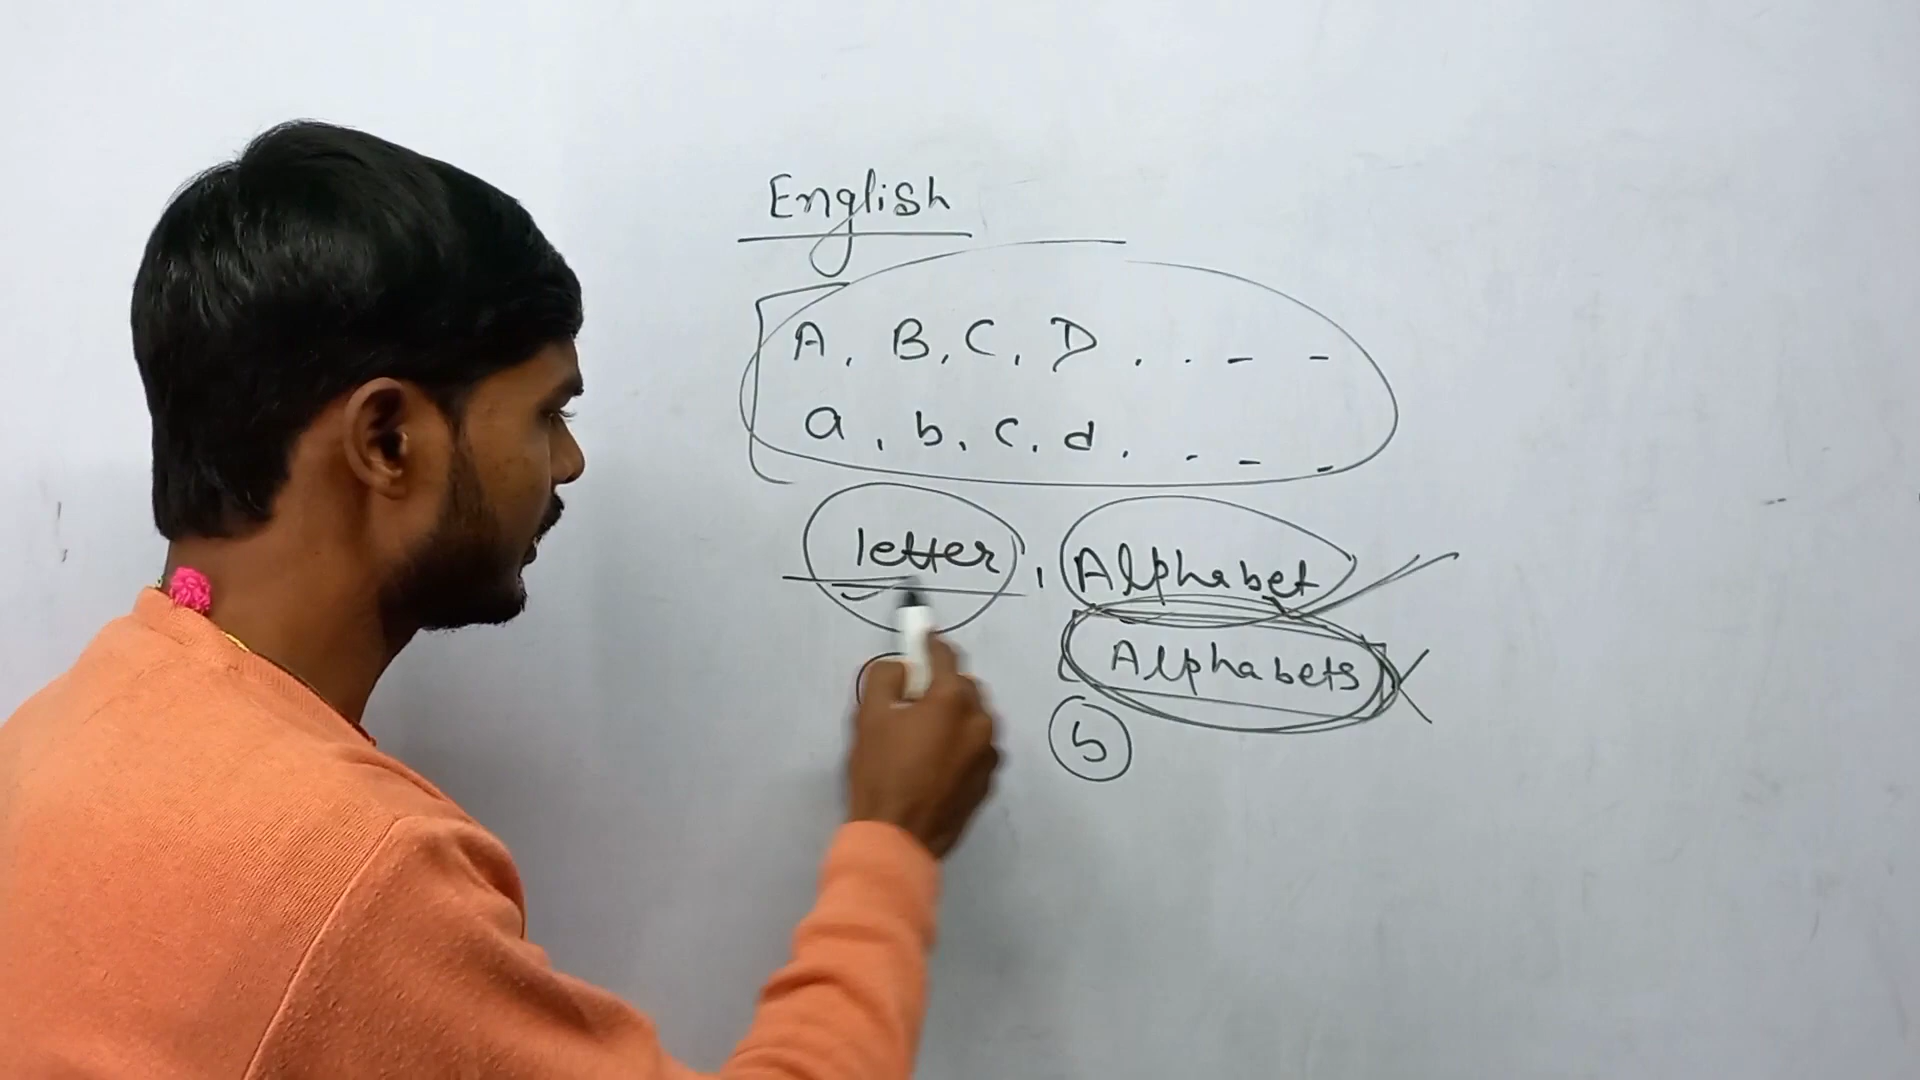 English
A, B, C, D . . - -
a, b, c, d . . - -
letter, Alphabet
Alphabets
b